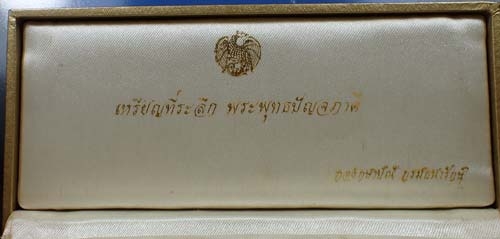 เหรียญที่ระลึก พระพุทธปัญจภาคี
กองกษาปณ์ กรมธนารักษ์